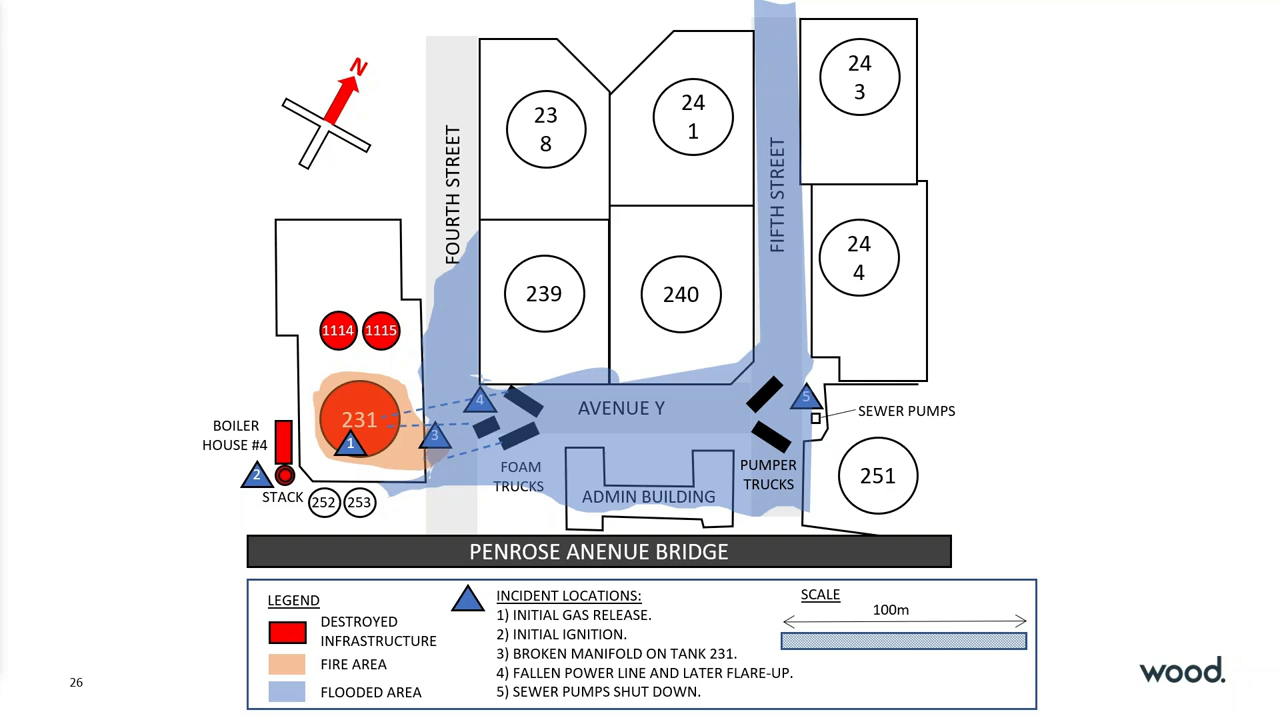 N
FOURTH STREET
FIFTH STREET
23
8
24
1
24
3
24
4
239
240
1114
1115
231
1
2
3
4
5
BOILER
HOUSE #4
STACK
252
253
FOAM
TRUCKS
AVENUE Y
ADMIN BUILDING
PUMPER
TRUCKS
SEWER PUMPS
251
PENROSE ANENUE BRIDGE
LEGEND
DESTROYED
INFRASTRUCTURE
FIRE AREA
FLOODED AREA
INCIDENT LOCATIONS:
1) INITIAL GAS RELEASE.
2) INITIAL IGNITION.
3) BROKEN MANIFOLD ON TANK 231.
4) FALLEN POWER LINE AND LATER FLARE-UP.
5) SEWER PUMPS SHUT DOWN.
SCALE
100m
26
wood.